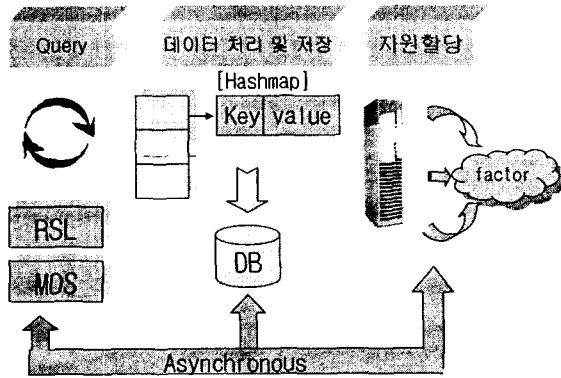 Query
데이터 처리 및 저장
자원할당
[Hashmap]
Key value
factor
RSL
MDS
DB
Asynchronous